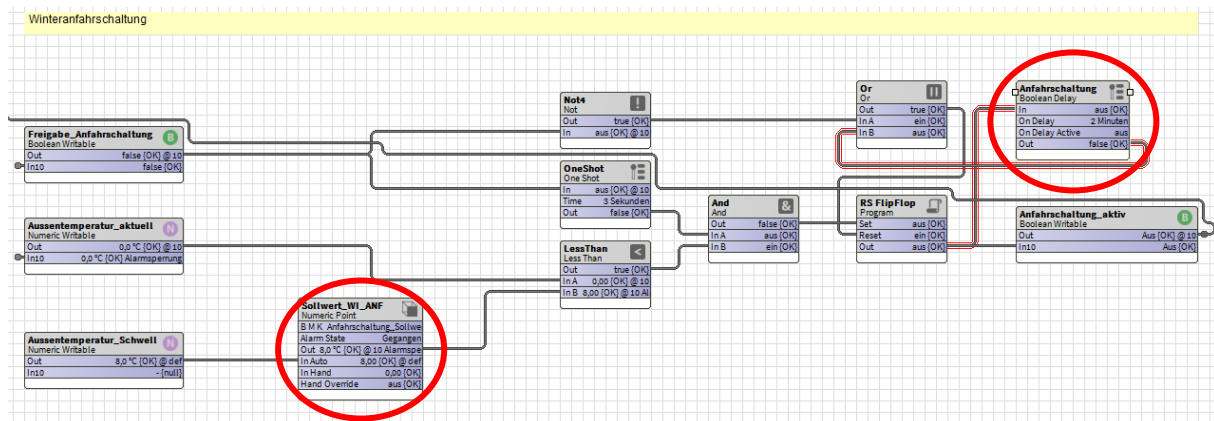 Winteranfahrschaltung
Freigabe_Anfahrschaltung
Boolean Writable
Out false {OK} @ 10
In10 false {OK}
Aussentemperatur_aktuell
Numeric Writable
Out 0,0 °C {OK} @ 10
In10 0,0 °C {OK} Alarmsperrung
Aussentemperatur_Schwell
Numeric Writable
Out 8,0 °C {OK} @ def
In10 - {null}
Sollwert_WI_ANF
Numeric Point
B M K Anfahrschaltung_Sollwe
Alarm State Gegangen
Out 8,0 °C {OK} @ 10 Alarmspe
In Auto 8,00 {OK} @ def
In Hand 0,00 {OK}
Hand Override aus {OK}
Not4
Not
Out true {OK}
In aus {OK} @ 10
OneShot
One Shot
In aus {OK} @ 10
Time 3 Sekunden
Out false {OK}
LessThan
Less Than
Out true {OK}
In A 0,00 {OK} @ 10
In B 8,00 {OK} @ 10 Al
And
And
Out false {OK}
In A aus {OK}
In B ein {OK}
Or
Or
Out true {OK}
In A ein {OK}
In B aus {OK}
RS FlipFlop
Program
Set aus {OK}
Reset ein {OK}
Out aus {OK}
Anfahrschaltung
Boolean Delay
In aus {OK}
On Delay 2 Minuten
On Delay Active aus
Out false {OK}
Anfahrschaltung_aktiv
Boolean Writable
Out Aus {OK} @ 10
In10 Aus {OK}